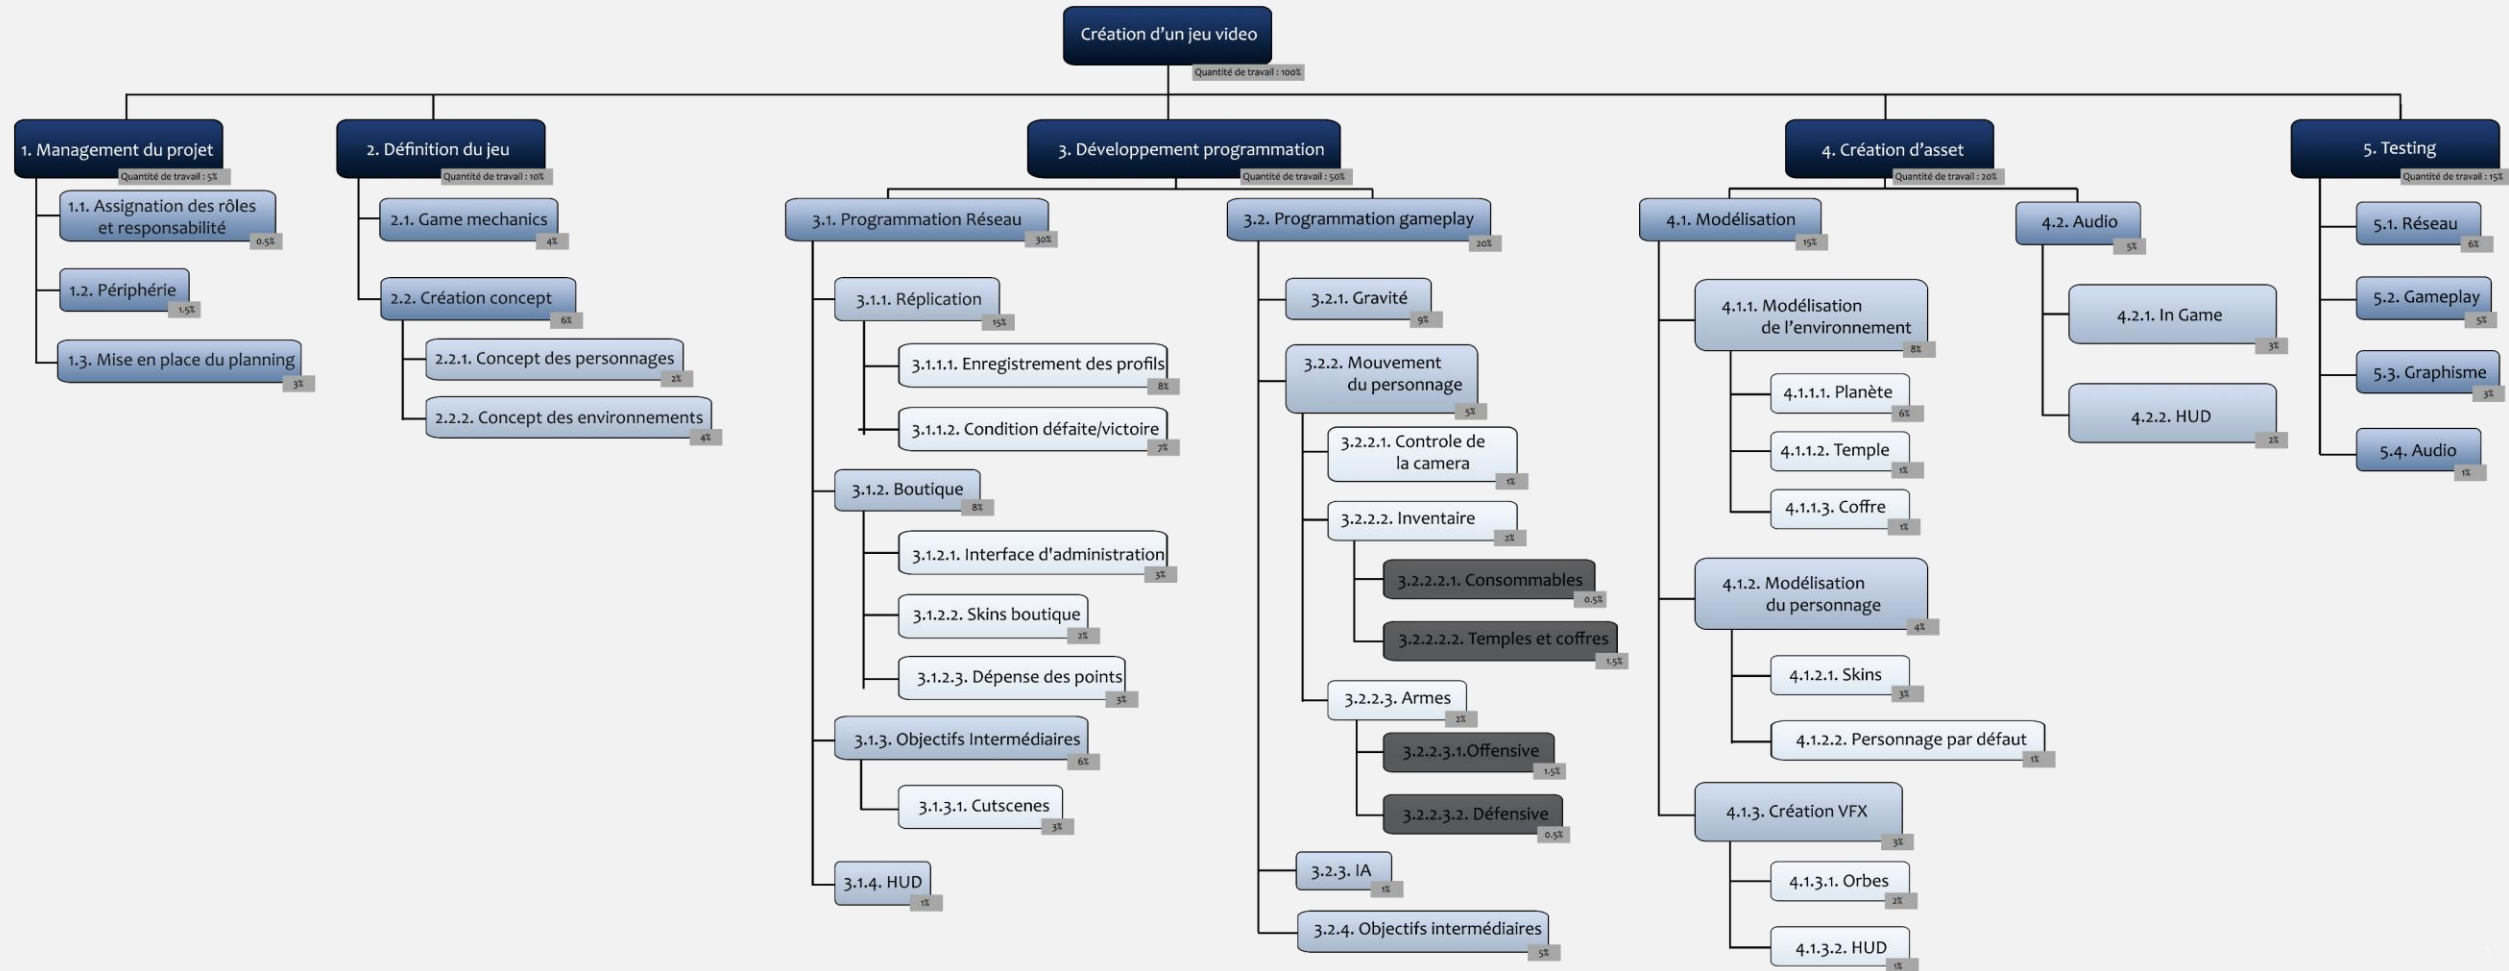 Création d'un jeu video
Quantité de travail : 100%
1. Management du projet
Quantité de travail : 5%
1.1. Assignation des rôles
et responsabilité
0.5%
1.2. Périphérie
1.5%
1.3. Mise en place du planning
3%
2. Définition du jeu
Quantité de travail : 10%
2.1. Game mechanics
4%
2.2. Création concept
6%
2.2.1. Concept des personnages
2%
2.2.2. Concept des environnements
4%
3. Développement programmation
Quantité de travail : 50%
3.1. Programmation Réseau
30%
3.1.1. Réplication
15%
3.1.1.1. Enregistrement des profils
8%
3.1.1.2. Condition défaite/victoire
7%
3.1.2. Boutique
8%
3.1.2.1. Interface d'administration
3%
3.1.2.2. Skins boutique
2%
3.1.2.3. Dépense des points
3%
3.1.3. Objectifs Intermédiaires
6%
3.1.3.1. Cutscenes
3%
3.1.4. HUD
1%
3.2. Programmation gameplay
20%
3.2.1. Gravité
9%
3.2.2. Mouvement
du personnage
5%
3.2.2.1. Controle de
la camera
1%
3.2.2.2. Inventaire
2%
3.2.2.2.1. Consommables
0.5%
3.2.2.2.2. Temples et coffres
1.5%
3.2.2.3. Armes
2%
3.2.2.3.1.Offensive
1.5%
3.2.2.3.2. Défensive
0.5%
3.2.3. IA
1%
3.2.4. Objectifs intermédiaires
5%
4. Création d'asset
Quantité de travail : 20%
4.1. Modélisation
15%
4.1.1. Modélisation
de l'environnement
8%
4.1.1.1. Planète
6%
4.1.1.2. Temple
1%
4.1.1.3. Coffre
1%
4.1.2. Modélisation
du personnage
4%
4.1.2.1. Skins
3%
4.1.2.2. Personnage par défaut
1%
4.1.3. Création VFX
3%
4.1.3.1. Orbes
2%
4.1.3.2. HUD
1%
4.2. Audio
5%
4.2.1. In Game
3%
4.2.2. HUD
2%
5. Testing
Quantité de travail : 15%
5.1. Réseau
6%
5.2. Gameplay
5%
5.3. Graphisme
3%
5.4. Audio
1%